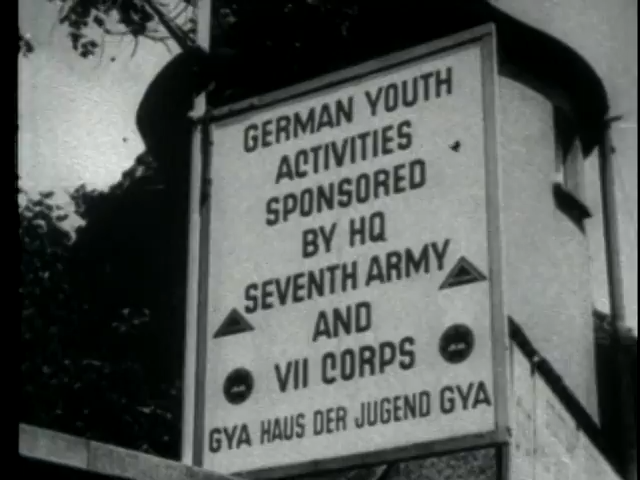 GERMAN YOUTH
ACTIVITIES
SPONSORED
BY HQ
SEVENTH ARMY
AND
VII CORPS
GYA HAUS DER JUGEND GYA